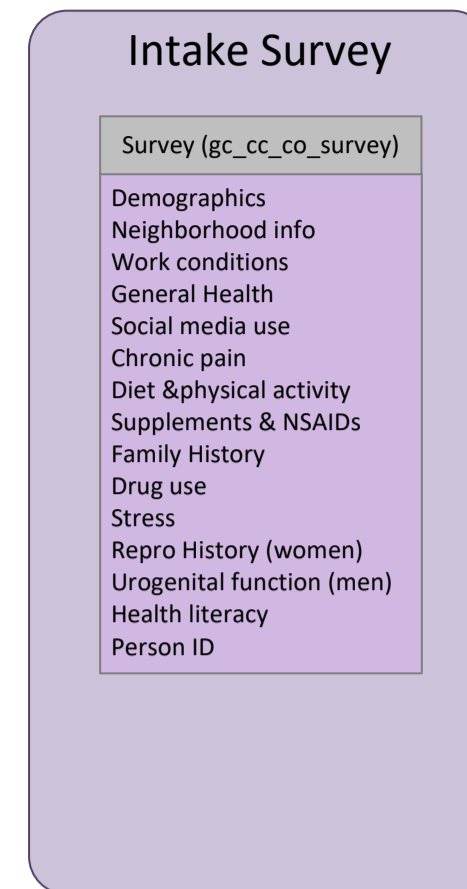 Intake Survey
Survey (gc_cc_co_survey)
Demographics
Neighborhood info
Work conditions
General Health
Social media use
Chronic pain
Diet &physical activity
Supplements & NSAIDs
Family History
Drug use
Stress
Repro History (women)
Urogenital function (men)
Health literacy
Person ID